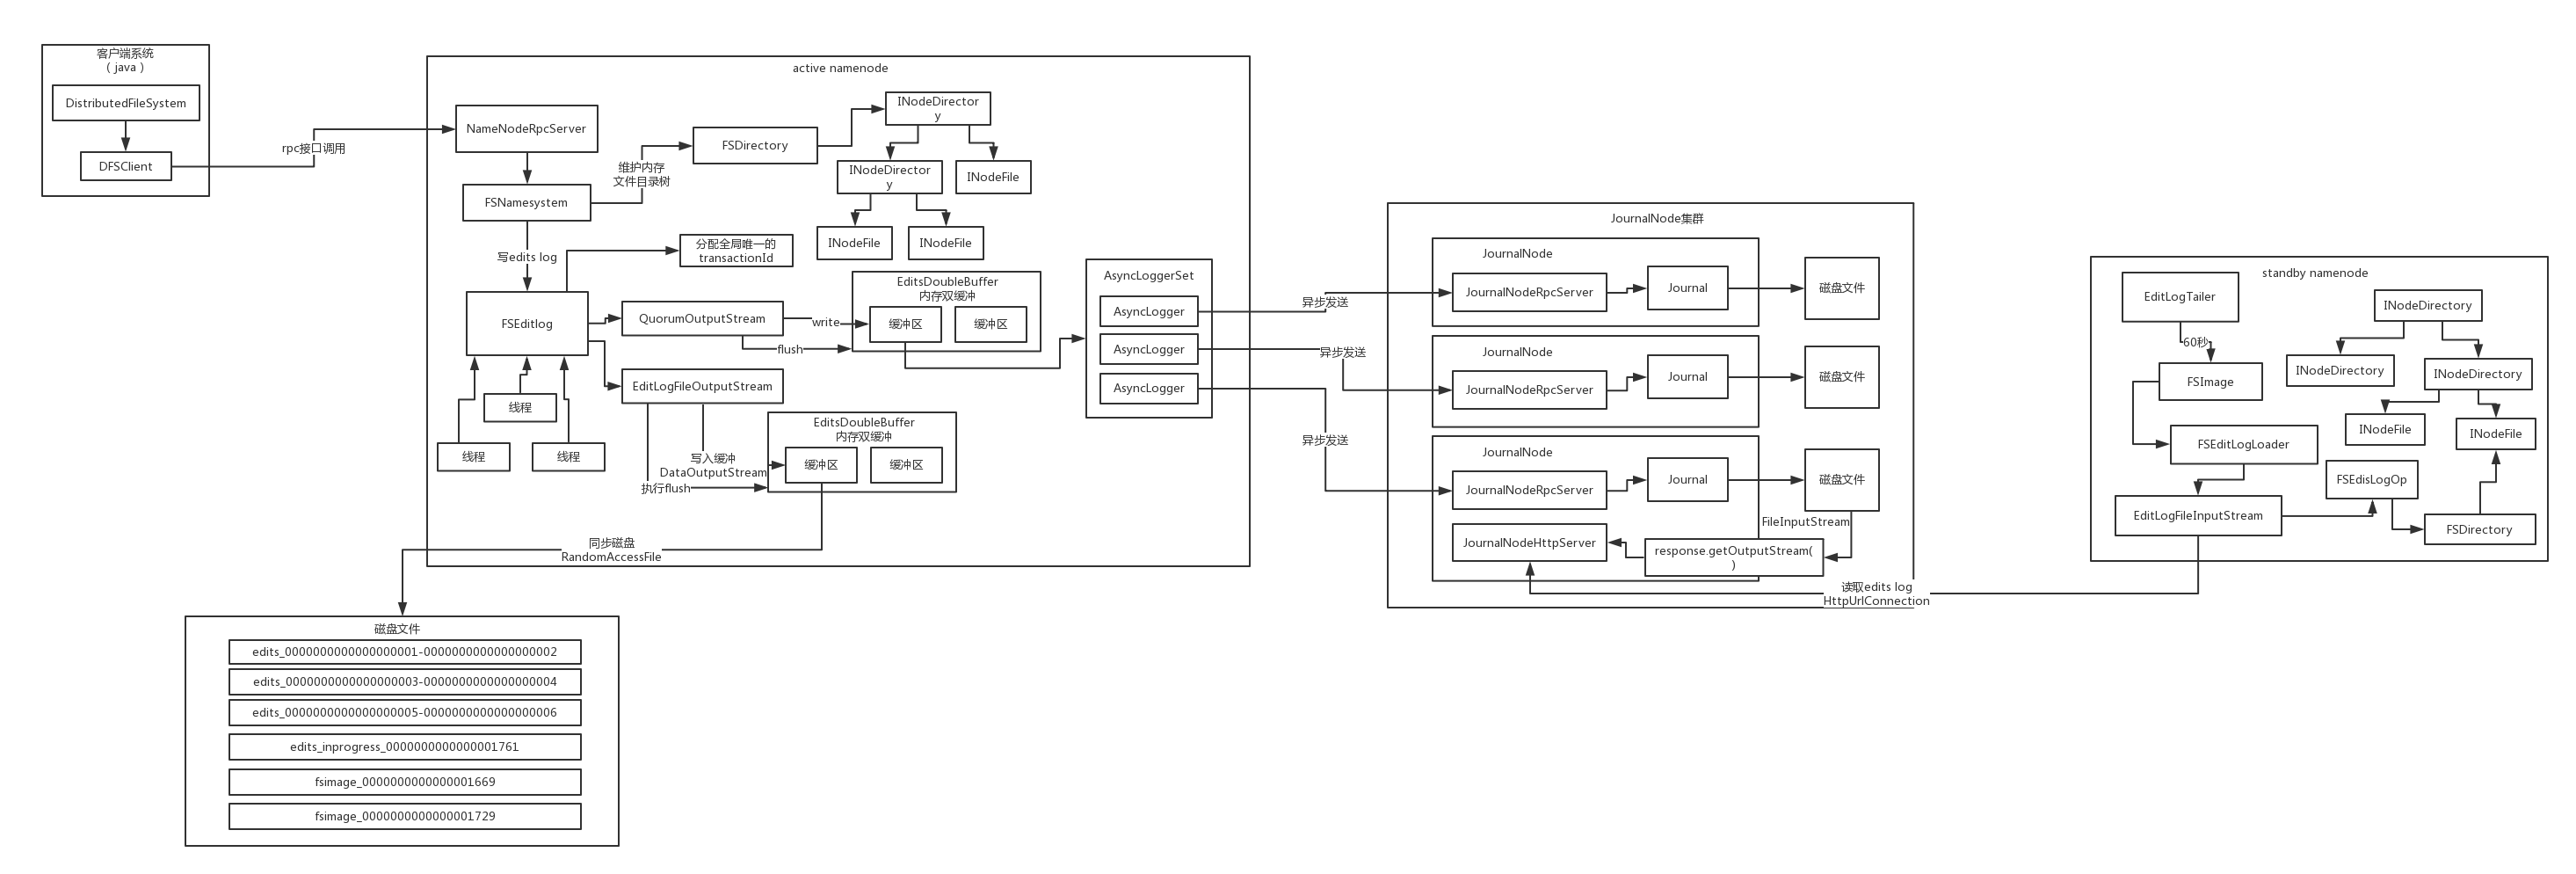 客户端系统
（ java ）
DistributedFileSystem
DFSClient
rpc接口调用
active namenode
NameNodeRpcServer
FSNamesystem
维护内存
文件目录树
FSDirectory
INodeDirector
y
INodeDirector
y
INodeFile
INodeFile
INodeFile
写edits log
分配全局唯一的
transactionId
FSEditlog
线程
线程
线程
QuorumOutputStream
write
flush
EditsDoubleBuffer
内存双缓冲
缓冲区
缓冲区
EditLogFileOutputStream
写入缓冲
DataOutputStream
执行flush
EditsDoubleBuffer
内存双缓冲
缓冲区
缓冲区
同步磁盘
RandomAccessFile
AsyncLoggerSet
AsyncLogger
AsyncLogger
AsyncLogger
异步发送
异步发送
异步发送
磁盘文件
edits_0000000000000000001-0000000000000000002
edits_0000000000000000003-0000000000000000004
edits_0000000000000000005-0000000000000000006
edits_inprogress_0000000000000001761
fsimage_0000000000000001669
fsimage_0000000000000001729
JournalNode集群
JournalNode
JournalNodeRpcServer
Journal
磁盘文件
JournalNode
JournalNodeRpcServer
Journal
磁盘文件
JournalNode
JournalNodeRpcServer
Journal
磁盘文件
FileInputStream
JournalNodeHttpServer
response.getOutputStream(
)
读取edits log
HttpUrlConnection
standby namenode
EditLogTailer
60秒
FSImage
FSEditLogLoader
EditLogFileInputStream
FSEdisLogOp
FSDirectory
INodeDirectory
INodeDirectory
INodeDirectory
INodeFile
INodeFile